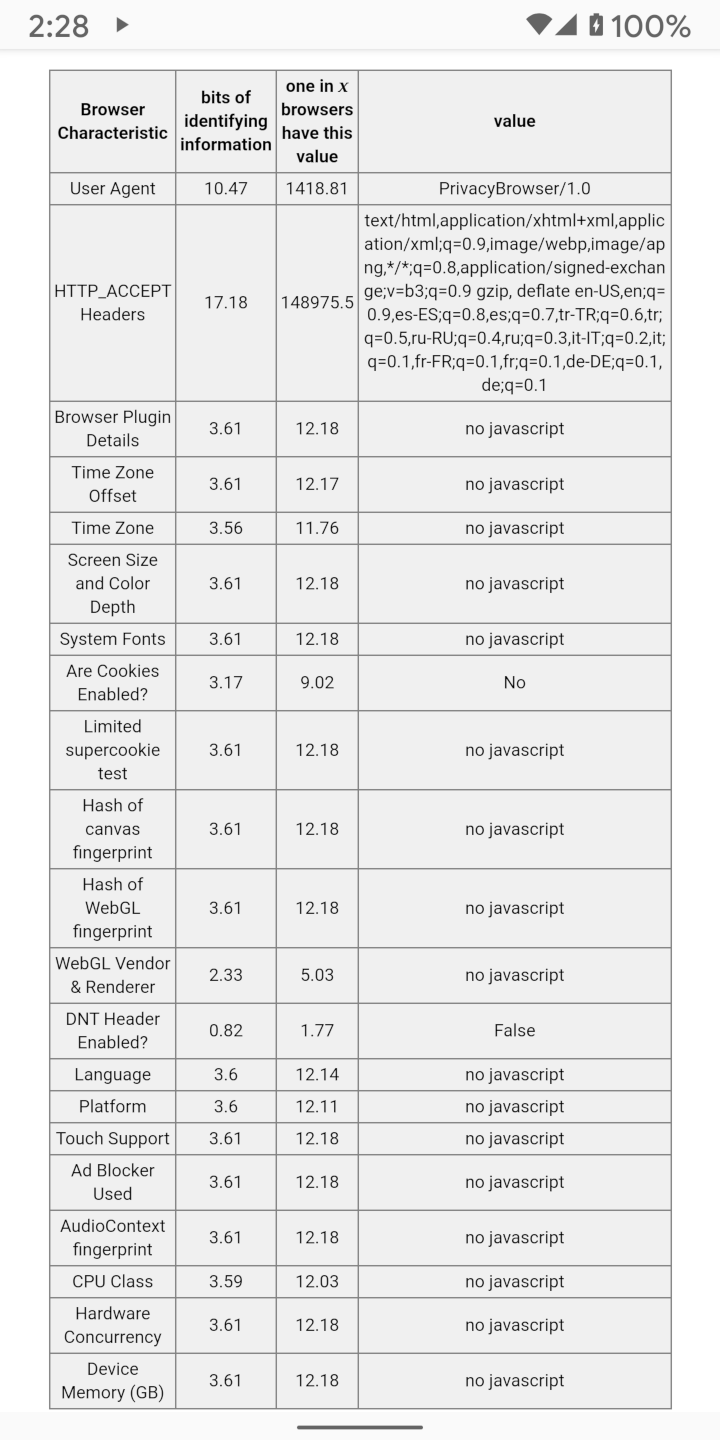 2:28
100%
Browser Characteristic | bits of identifying information | one in x browsers have this value | value
User Agent | 10.47 | 1418.81 | PrivacyBrowser/1.0
HTTP_ACCEPT Headers | 17.18 | 148975.5 | text/html,application/xhtml+xml,application/xml;q=0.9,image/webp,image/apng,*/*;q=0.8,application/signed-exchange;v=b3;q=0.9 gzip, deflate en-US,en;q=0.9,es-ES;q=0.8,es;q=0.7,tr-TR;q=0.6,tr;q=0.5,ru-RU;q=0.4,ru;q=0.3,it-IT;q=0.2,it;q=0.1,fr-FR;q=0.1,fr;q=0.1,de-DE;q=0.1,de;q=0.1
Browser Plugin Details | 3.61 | 12.18 | no javascript
Time Zone Offset | 3.61 | 12.17 | no javascript
Time Zone | 3.56 | 11.76 | no javascript
Screen Size and Color Depth | 3.61 | 12.18 | no javascript
System Fonts | 3.61 | 12.18 | no javascript
Are Cookies Enabled? | 3.17 | 9.02 | No
Limited supercookie test | 3.61 | 12.18 | no javascript
Hash of canvas fingerprint | 3.61 | 12.18 | no javascript
Hash of WebGL fingerprint | 3.61 | 12.18 | no javascript
WebGL Vendor & Renderer | 2.33 | 5.03 | no javascript
DNT Header Enabled? | 0.82 | 1.77 | False
Language | 3.6 | 12.14 | no javascript
Platform | 3.6 | 12.11 | no javascript
Touch Support | 3.61 | 12.18 | no javascript
Ad Blocker Used | 3.61 | 12.18 | no javascript
AudioContext fingerprint | 3.61 | 12.18 | no javascript
CPU Class | 3.59 | 12.03 | no javascript
Hardware Concurrency | 3.61 | 12.18 | no javascript
Device Memory (GB) | 3.61 | 12.18 | no javascript